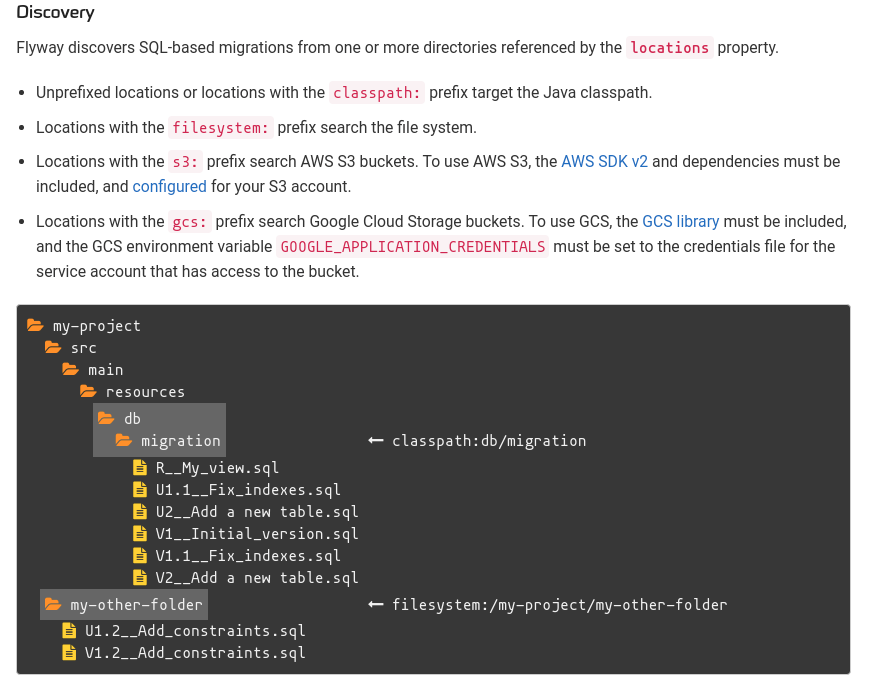 Discovery
Flyway discovers SQL-based migrations from one or more directories referenced by the locations property.
• Unprefixed locations or locations with the classpath: prefix target the Java classpath.
• Locations with the filesystem: prefix search the file system.
• Locations with the s3: prefix search AWS S3 buckets. To use AWS S3, the AWS SDK v2 and dependencies must be
included, and configured for your S3 account.
• Locations with the gcs: prefix search Google Cloud Storage buckets. To use GCS, the GCS library must be included,
and the GCS environment variable GOOGLE_APPLICATION_CREDENTIALS must be set to the credentials file for the
service account that has access to the bucket.
my-project
src
main
resources
db
migration ← classpath:db/migration
R__My_view.sql
U1.1__Fix_indexes.sql
U2__Add a new table.sql
V1__Initial_version.sql
V1.1__Fix_indexes.sql
V2__Add a new table.sql
my-other-folder ← filesystem:/my-project/my-other-folder
U1.2__Add_constraints.sql
V1.2__Add_constraints.sql